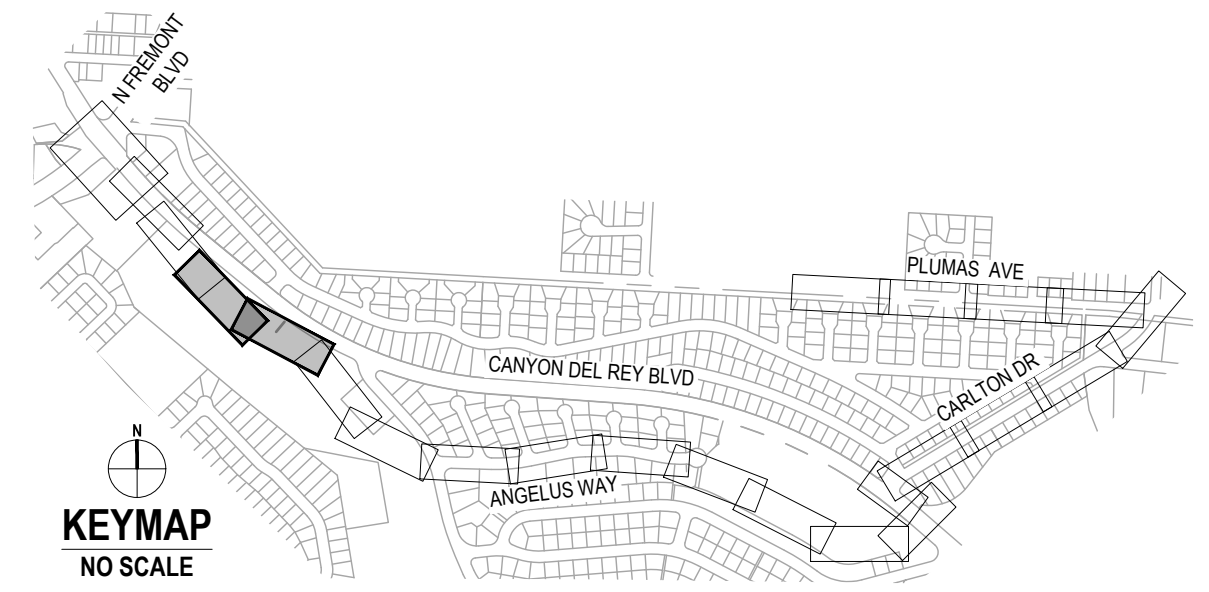 N FREMONT
BLVD
PLUMAS AVE
CANYON DEL REY BLVD
CARLTON DR
ANGELUS WAY
N
KEYMAP
NO SCALE